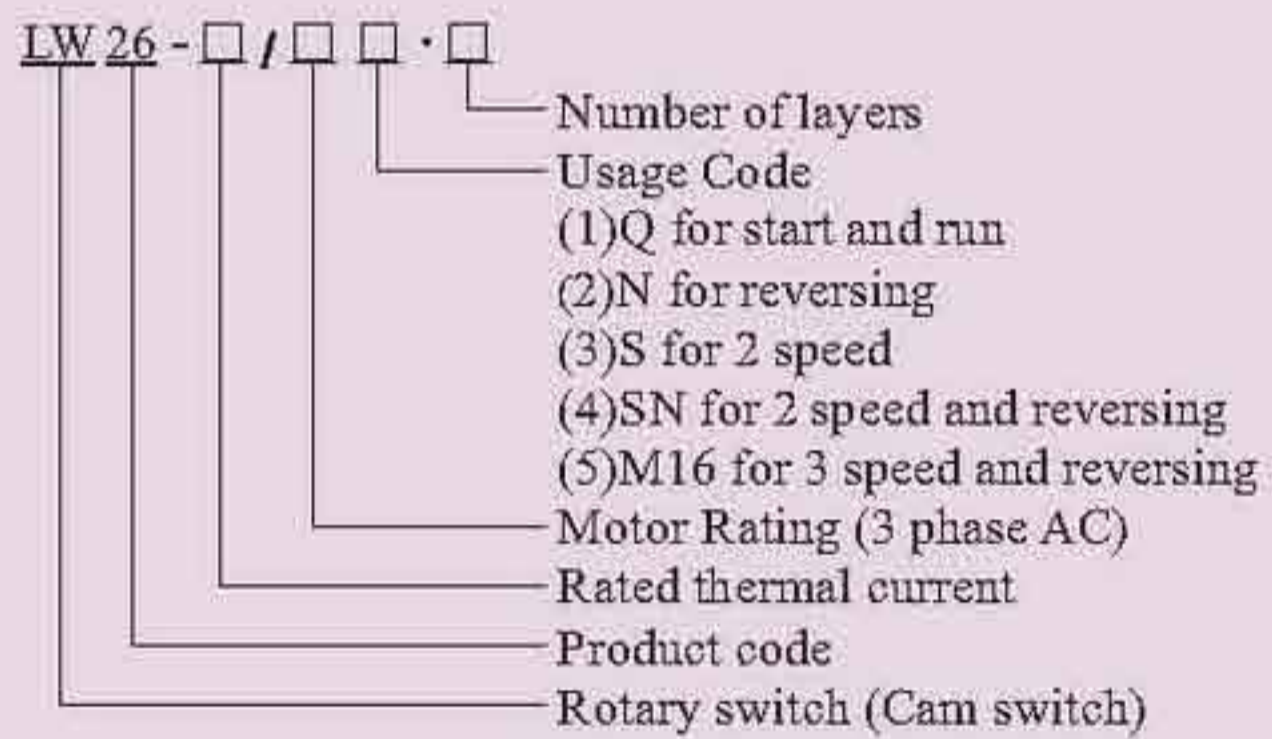 LW 26 - □ / □ □ · □
Number of layers
Usage Code
(1)Q for start and run
(2)N for reversing
(3)S for 2 speed
(4)SN for 2 speed and reversing
(5)M16 for 3 speed and reversing
Motor Rating (3 phase AC)
Rated thermal current
Product code
Rotary switch (Cam switch)